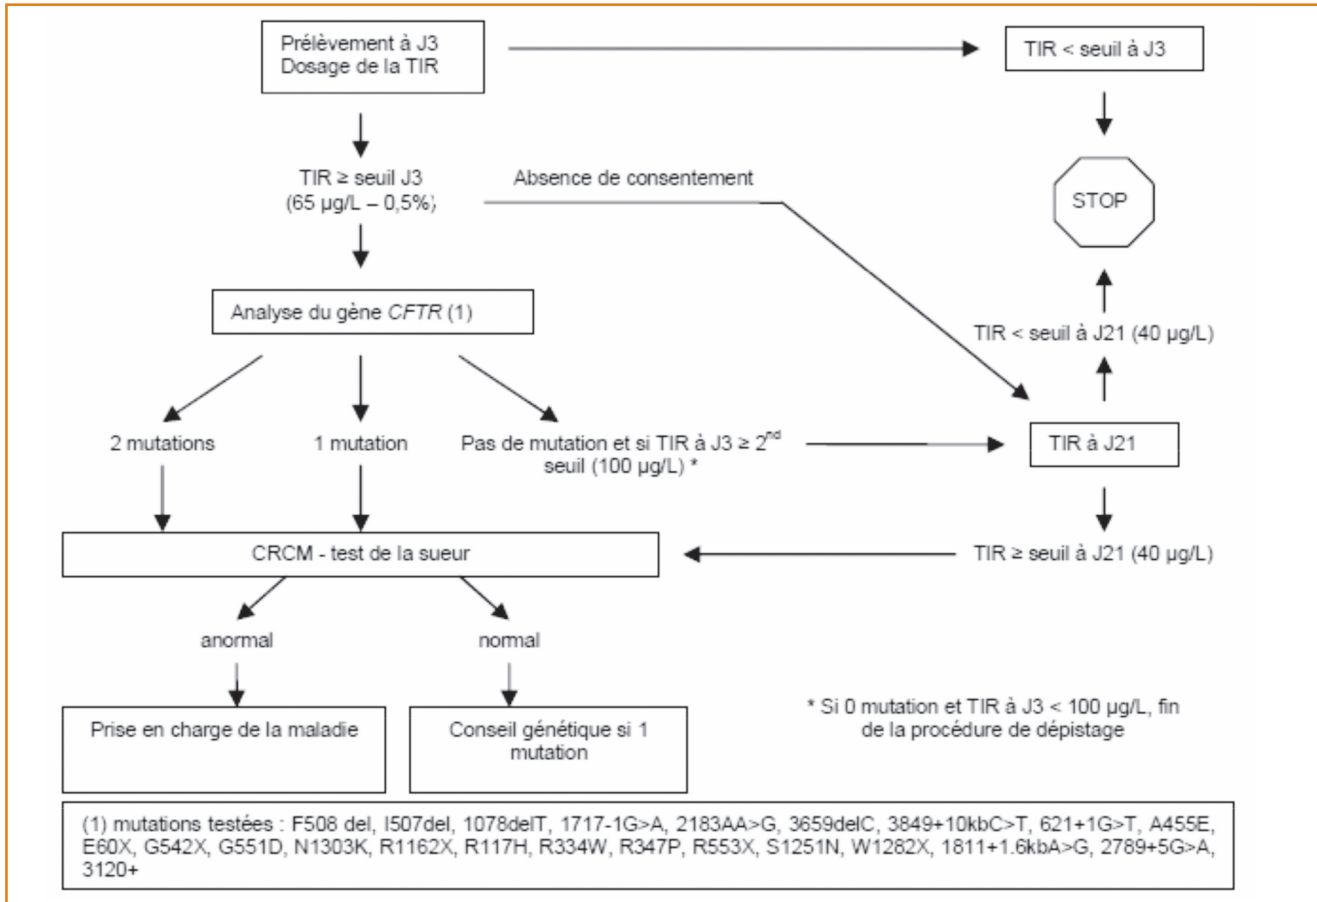 Prélèvement à J3
Dosage de la TIR
TIR < seuil à J3
TIR ≥ seuil J3
(65 µg/L – 0,5%)
Absence de consentement
STOP
Analyse du gène CFTR (1)
TIR < seuil à J21 (40 µg/L)
2 mutations
1 mutation
Pas de mutation et si TIR à J3 ≥ 2nd
seuil (100 µg/L) *
TIR à J21
CRCM - test de la sueur
TIR ≥ seuil à J21 (40 µg/L)
anormal
normal
Prise en charge de la maladie
Conseil génétique si 1
mutation
* Si 0 mutation et TIR à J3 < 100 µg/L, fin
de la procédure de dépistage
(1) mutations testées : F508 del, I507del, 1078delT, 1717-1G>A, 2183AA>G, 3659delC, 3849+10kbC>T, 621+1G>T, A455E,
E60X, G542X, G551D, N1303K, R1162X, R117H, R334W, R347P, R553X, S1251N, W1282X, 1811+1.6kbA>G, 2789+5G>A,
3120+